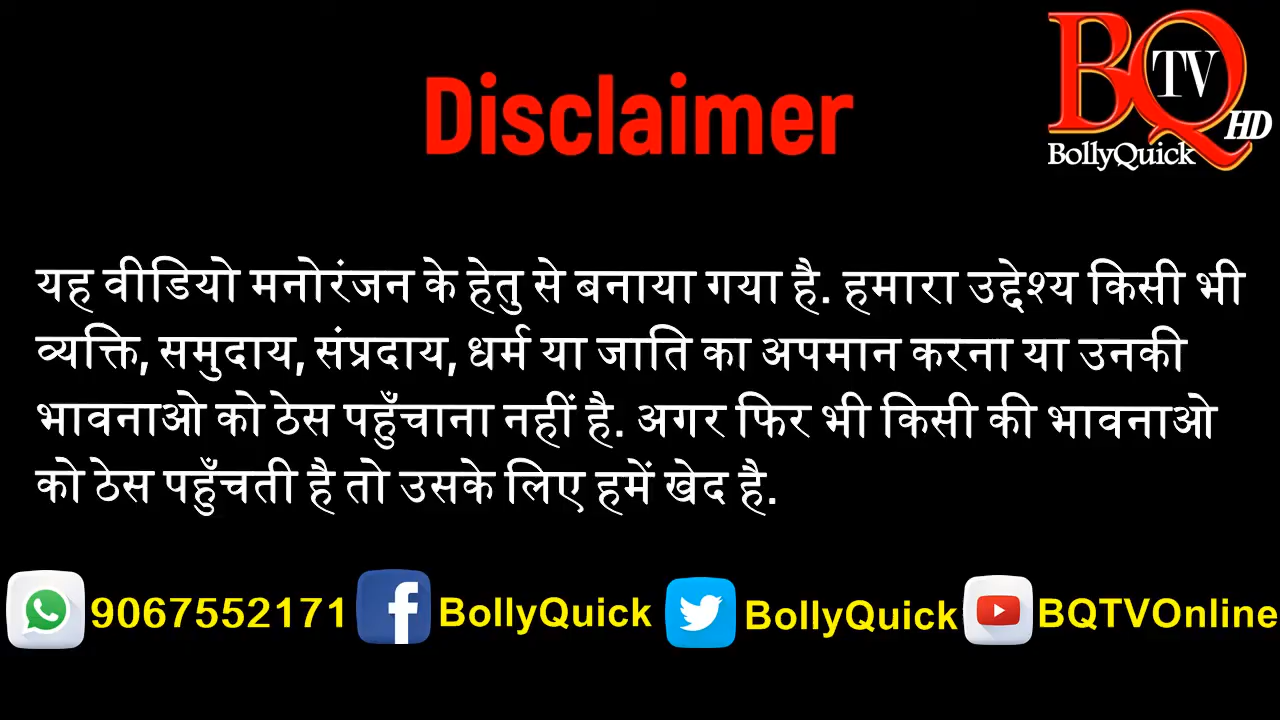 Disclaimer
BQ TV HD
BollyQuick
यह वीडियो मनोरंजन के हेतु से बनाया गया है. हमारा उद्देश्य किसी भी
व्यक्ति, समुदाय, संप्रदाय, धर्म या जाति का अपमान करना या उनकी
भावनाओ को ठेस पहुँचाना नहीं है. अगर फिर भी किसी की भावनाओ
को ठेस पहुँचती है तो उसके लिए हमें खेद है.
9067552171 BollyQuick BollyQuick BQTVOnline